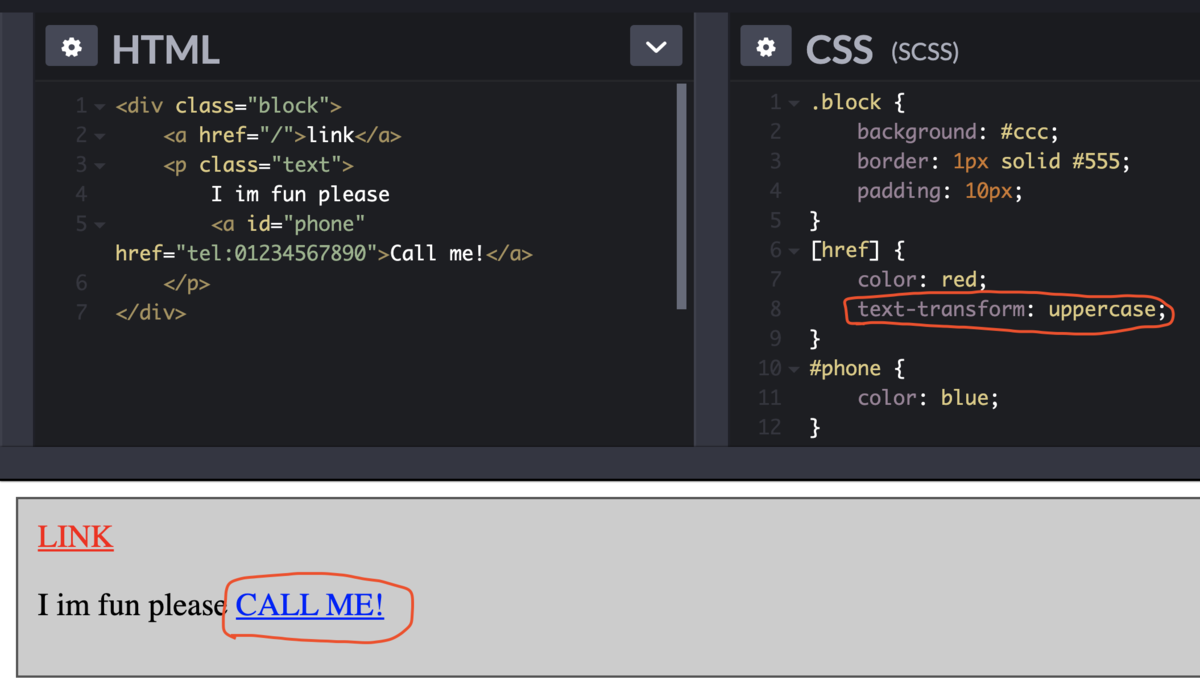 HTML
1 <div class="block">
2 <a href="/">link</a>
3 <p class="text">
4 I im fun please
5 <a id="phone"
href="tel:01234567890">Call me!</a>
6 </p>
7 </div>
CSS (SCSS)
1 .block {
2 background: #ccc;
3 border: 1px solid #555;
4 padding: 10px;
5 }
6 [href] {
7 color: red;
8 text-transform: uppercase;
9 }
10 #phone {
11 color: blue;
12 }
LINK
I im fun please CALL ME!